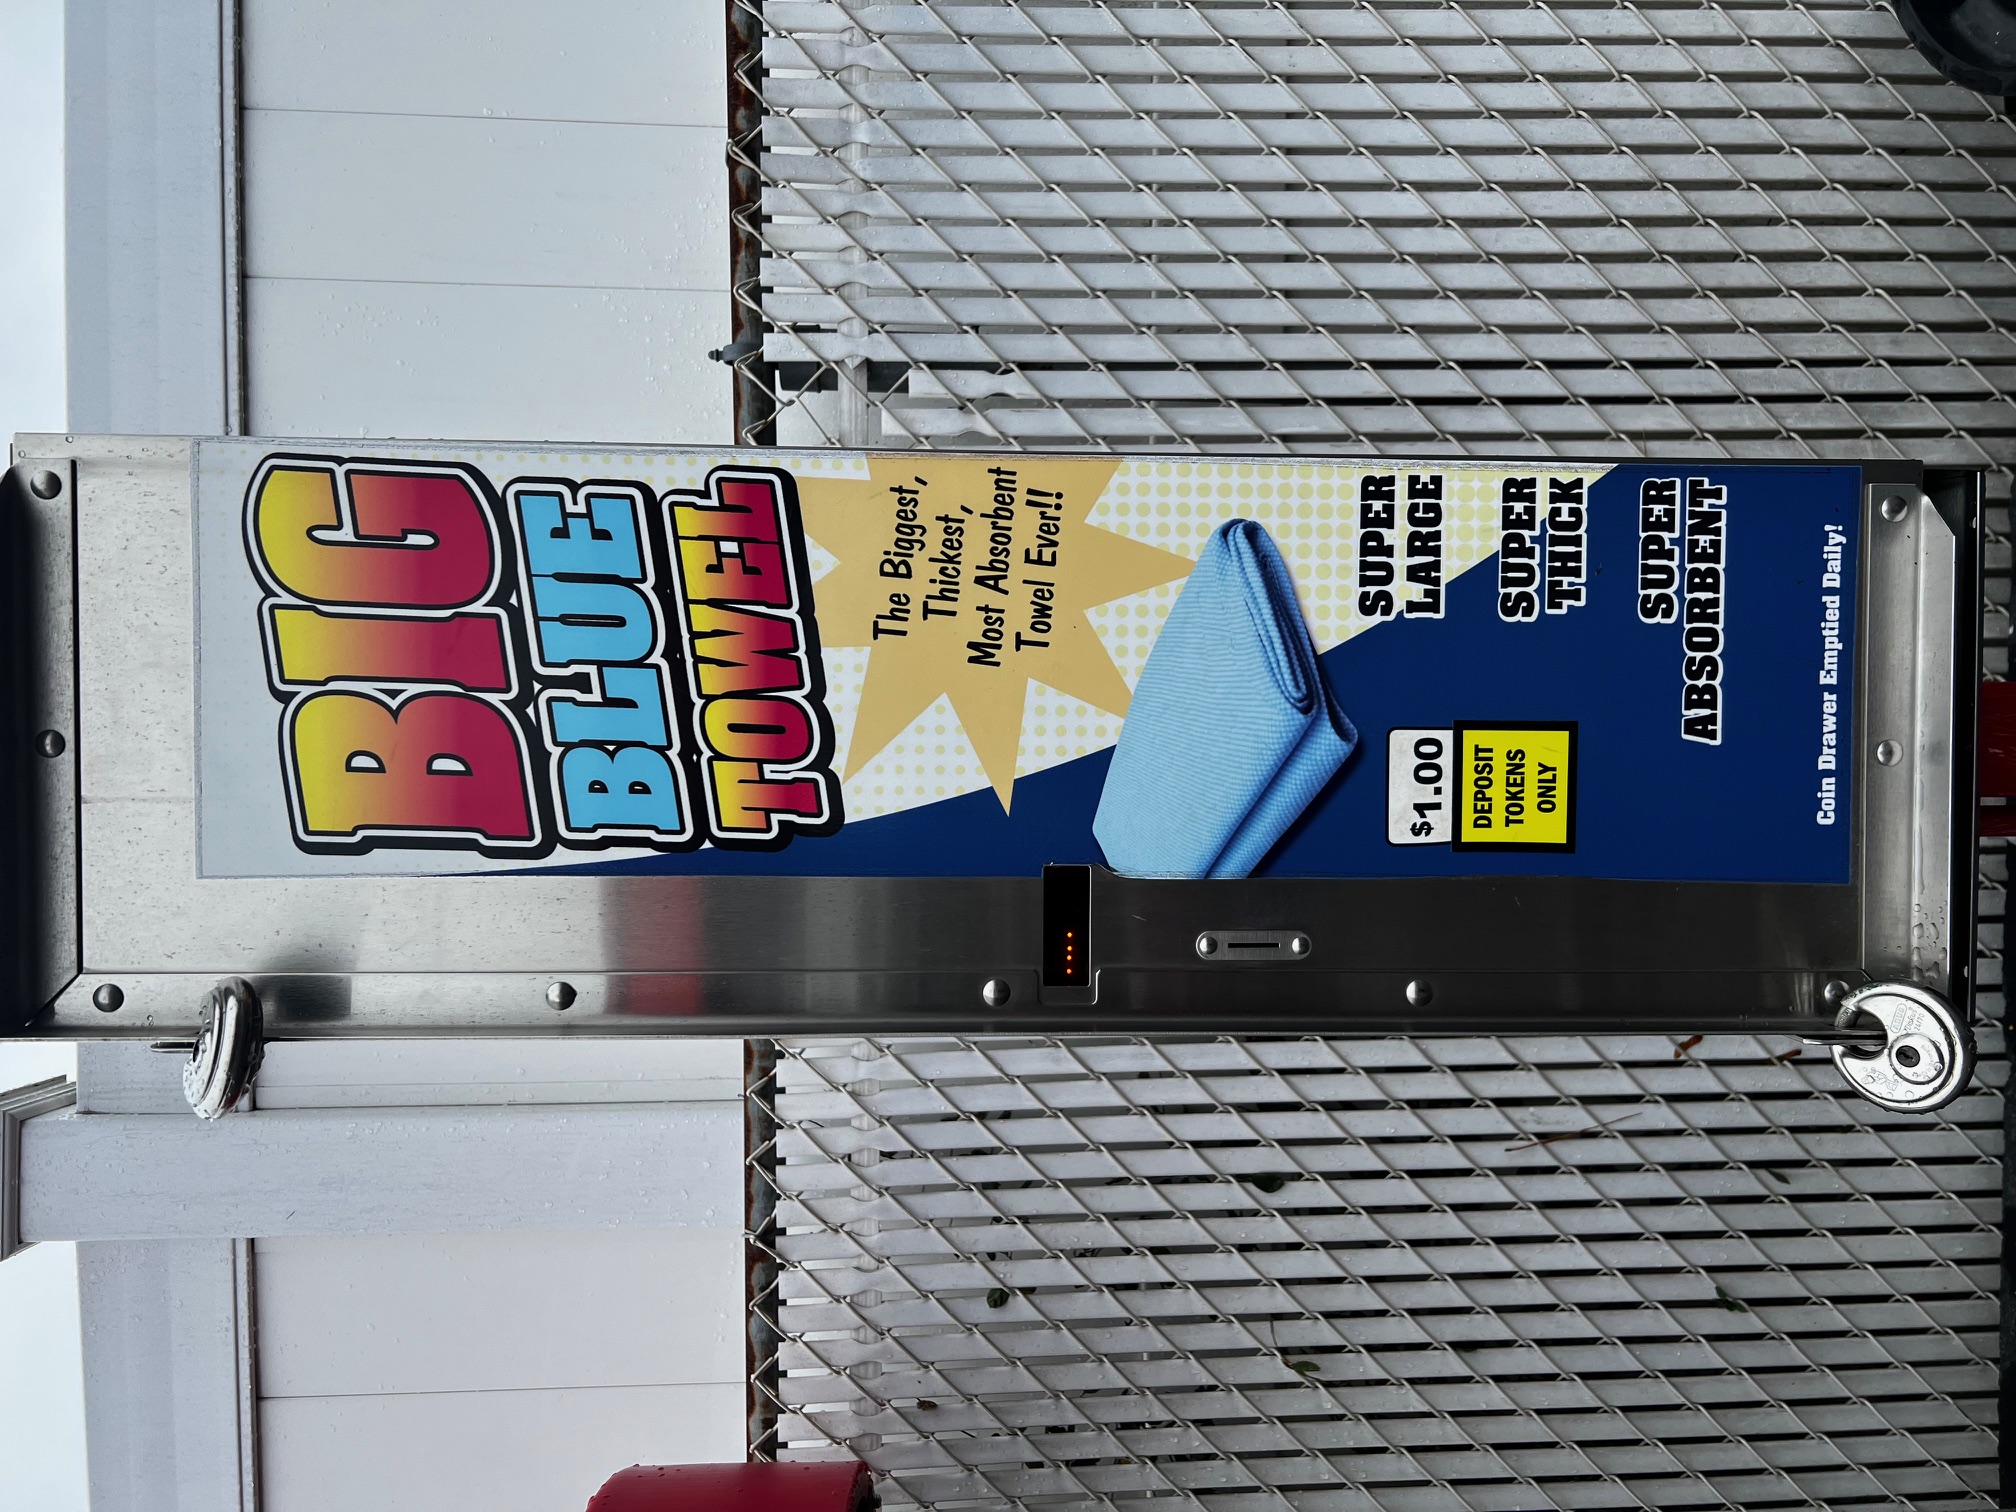 BIG
BLUE
TOWEL
The Biggest,
Thickest,
Most Absorbent
Towel Ever!!
SUPER
LARGE
$1.00
DEPOSIT
TOKENS
ONLY
SUPER
THICK
SUPER
ABSORBENT
Coin Drawer Emptied Daily!